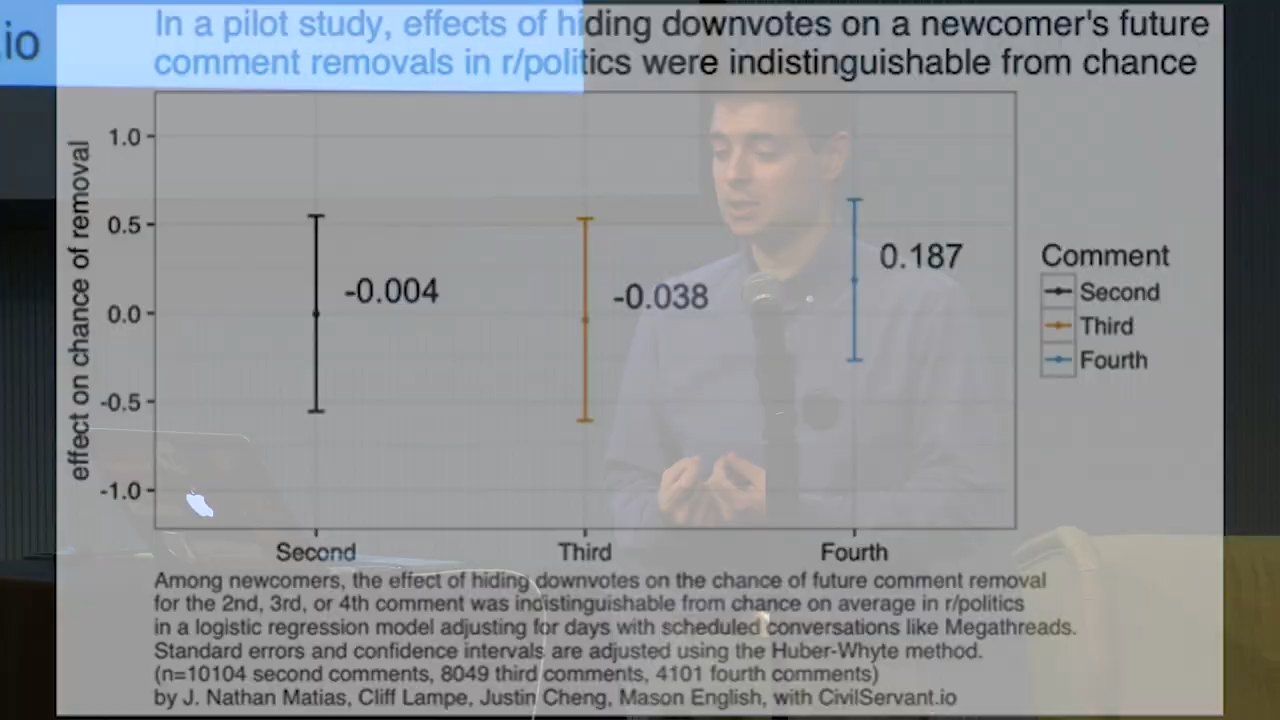 .io
In a pilot study, effects of hiding downvotes on a newcomer's future
comment removals in r/politics were indistinguishable from chance
effect on chance of removal
1.0
0.5
0.0
-0.5
-1.0
-0.004
-0.038
0.187
Comment
Second
Third
Fourth
Second
Third
Fourth
Among newcomers, the effect of hiding downvotes on the chance of future comment removal
for the 2nd, 3rd, or 4th comment was indistinguishable from chance on average in r/politics
in a logistic regression model adjusting for days with scheduled conversations like Megathreads.
Standard errors and confidence intervals are adjusted using the Huber-Whyte method.
(n=10104 second comments, 8049 third comments, 4101 fourth comments)
by J. Nathan Matias, Cliff Lampe, Justin Cheng, Mason English, with CivilServant.io